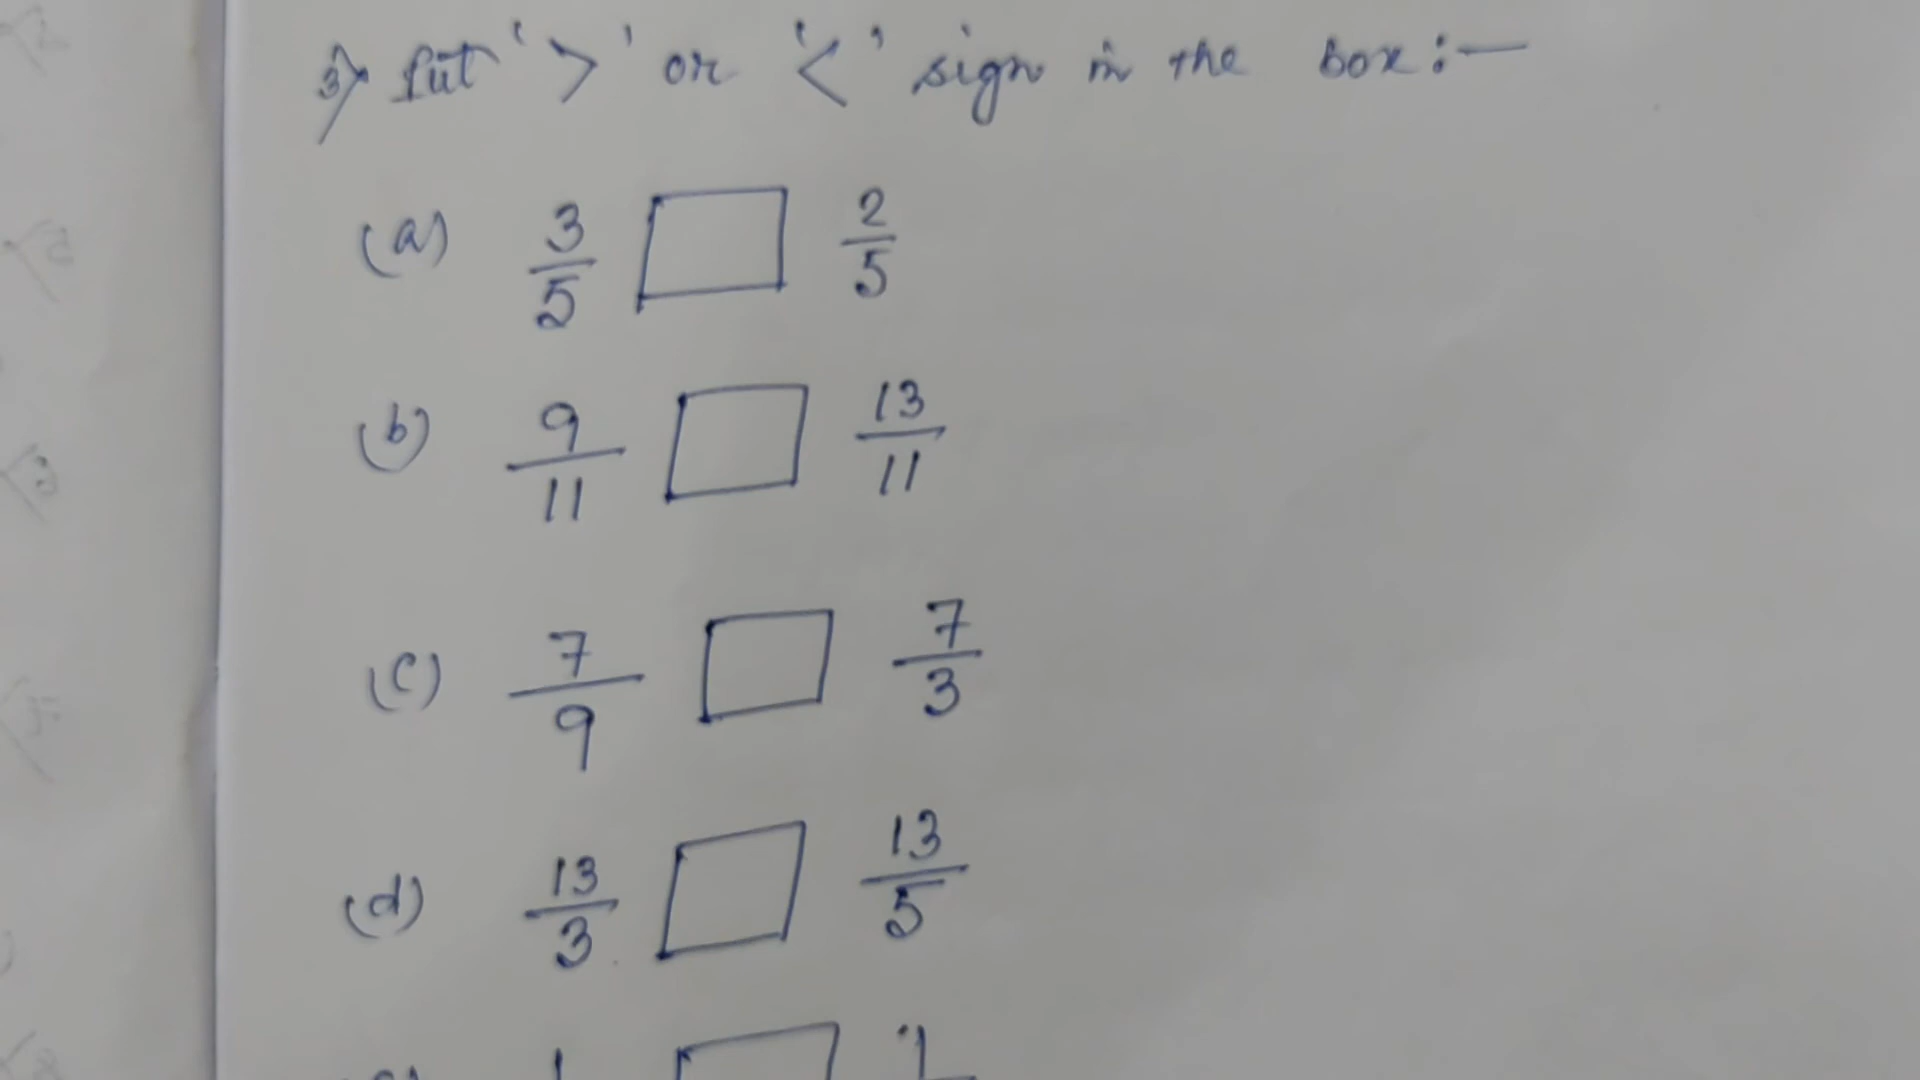 3) Put '>' or '<' sign in the box:-
(a) 3/5 □ 2/5
(b) 9/11 □ 13/11
(c) 7/9 □ 7/3
(d) 13/3 □ 13/5